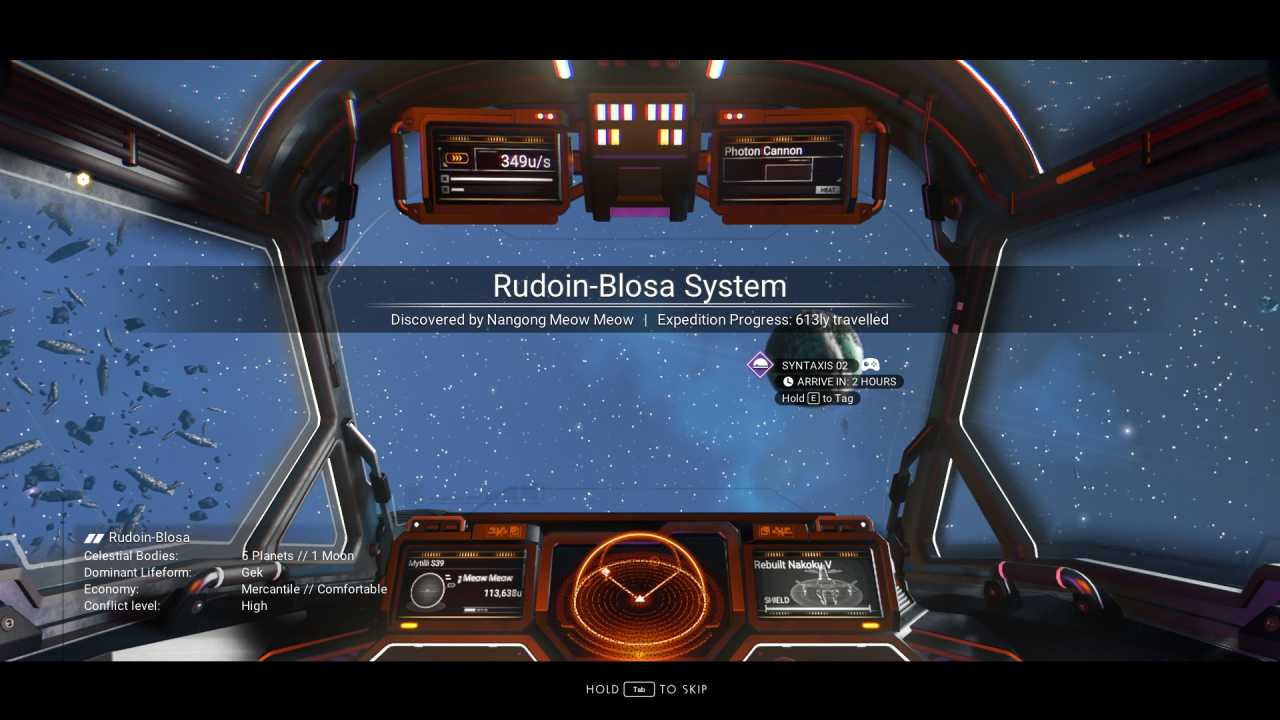 349u/s
Photon Cannon
HEAT
Rudoin-Blosa System
Discovered by Nangong Meow Meow | Expedition Progress: 613ly travelled
SYNTAXIS 02
ARRIVE IN: 2 HOURS
Hold E to Tag
Rudoin-Blosa
Celestial Bodies: 5 Planets // 1 Moon
Dominant Lifeform: Gek
Economy: Mercantile // Comfortable
Conflict level: High
Mytilli S39
Meow Meow
113,638u
Rebuilt Nakoku V
SHIELD
HOLD Tab TO SKIP